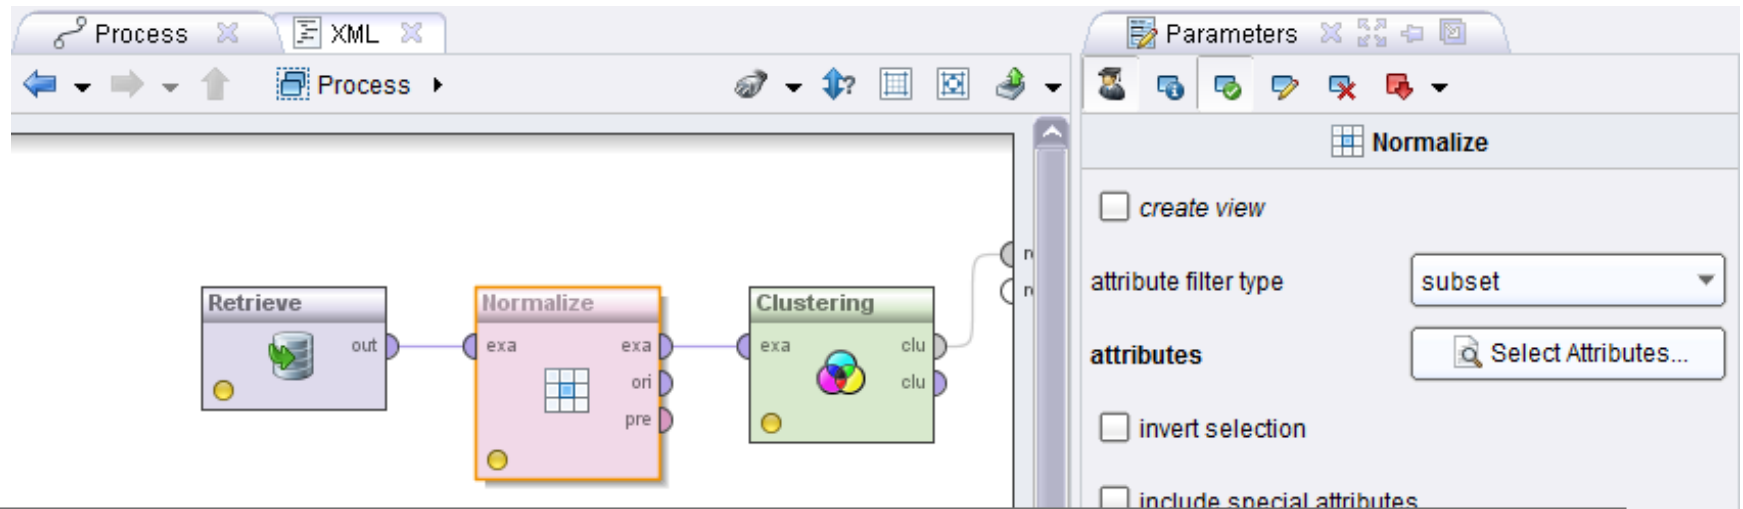 Process XML
Parameters
Process
Normalize
create view
attribute filter type subset
attributes Select Attributes...
invert selection
include special attributes
Retrieve
out
Normalize
exa exa
ori
pre
Clustering
exa clu
clu